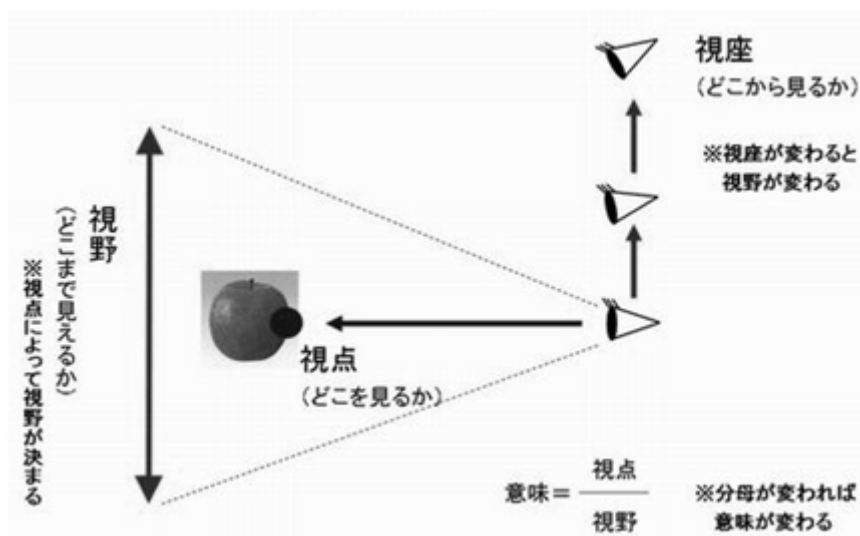 視座
（どこから見るか）
※視座が変わると
視野が変わる
視野
（どこまで見えるか）
※視点によって視野が決まる
視点
（どこを見るか）
意味＝視点
視野
※分母が変われば
意味が変わる